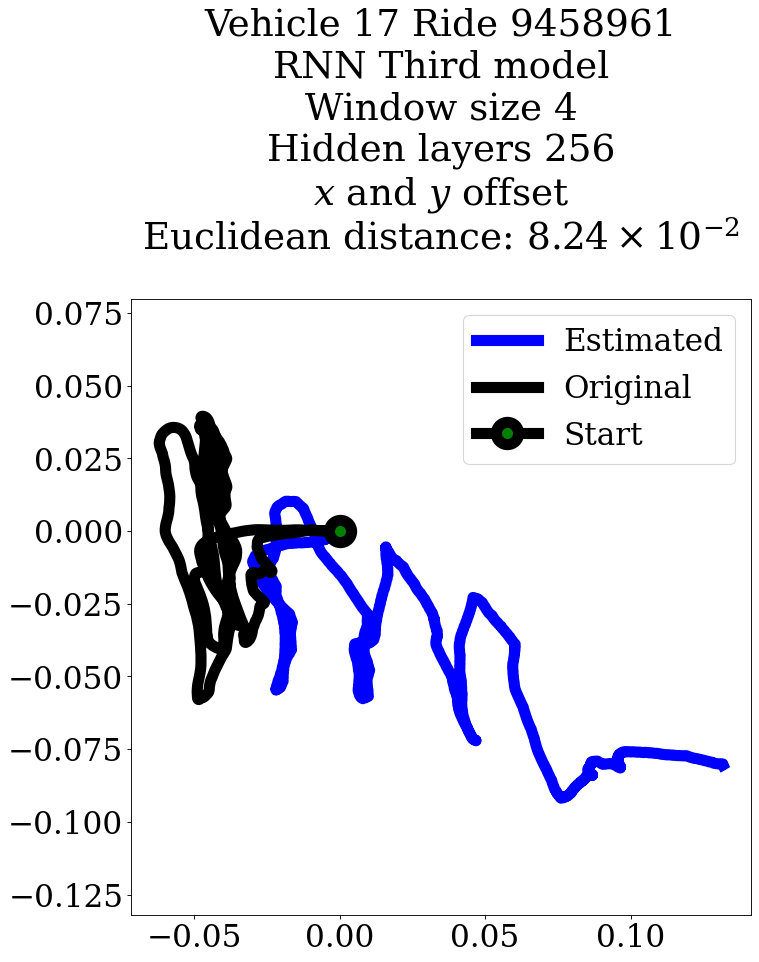 Vehicle 17 Ride 9458961
RNN Third model
Window size 4
Hidden layers 256
x and y offset
Euclidean distance: 8.24 × 10⁻²
Estimated
Original
Start
0.075
0.050
0.025
0.000
−0.025
−0.050
−0.075
−0.100
−0.125
−0.05 0.00 0.05 0.10